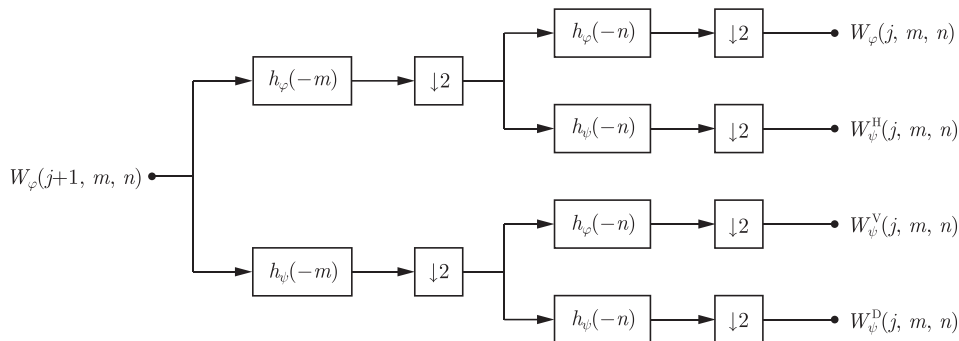 h_φ(−n) ↓2 W_φ(j, m, n)
h_φ(−m) ↓2
h_ψ(−n) ↓2 W_ψ^H(j, m, n)
W_φ(j+1, m, n)
h_φ(−n) ↓2 W_ψ^V(j, m, n)
h_ψ(−m) ↓2
h_ψ(−n) ↓2 W_ψ^D(j, m, n)